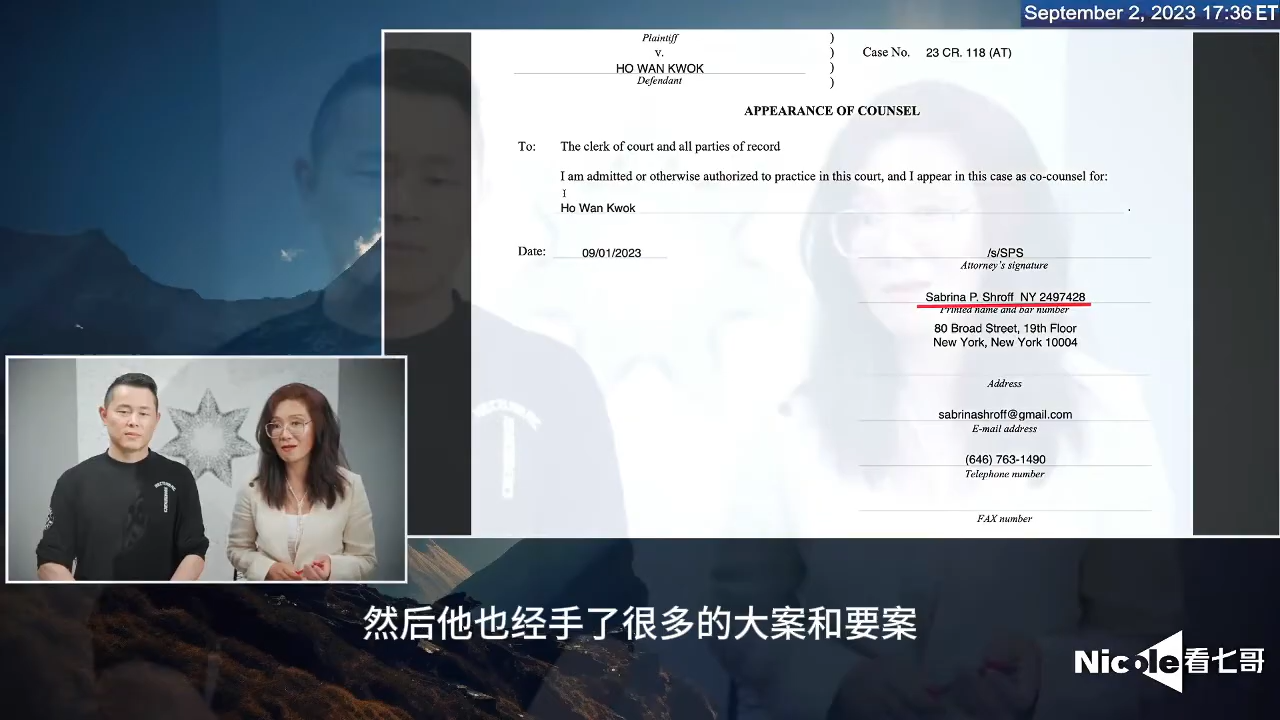 September 2, 2023 17:36 ET
Plaintiff
v.
HO WAN KWOK
Defendant
)
)
)
)
Case No. 23 CR. 118 (AT)
APPEARANCE OF COUNSEL
To: The clerk of court and all parties of record
I am admitted or otherwise authorized to practice in this court, and I appear in this case as co-counsel for:
Ho Wan Kwok .
Date: 09/01/2023
/s/SPS
Attorney's signature
Sabrina P. Shroff NY 2497428
Printed name and bar number
80 Broad Street, 19th Floor
New York, New York 10004
Address
sabrinashroff@gmail.com
E-mail address
(646) 763-1490
Telephone number
FAX number
然后他也经手了很多的大案和要案
Nicole看七哥